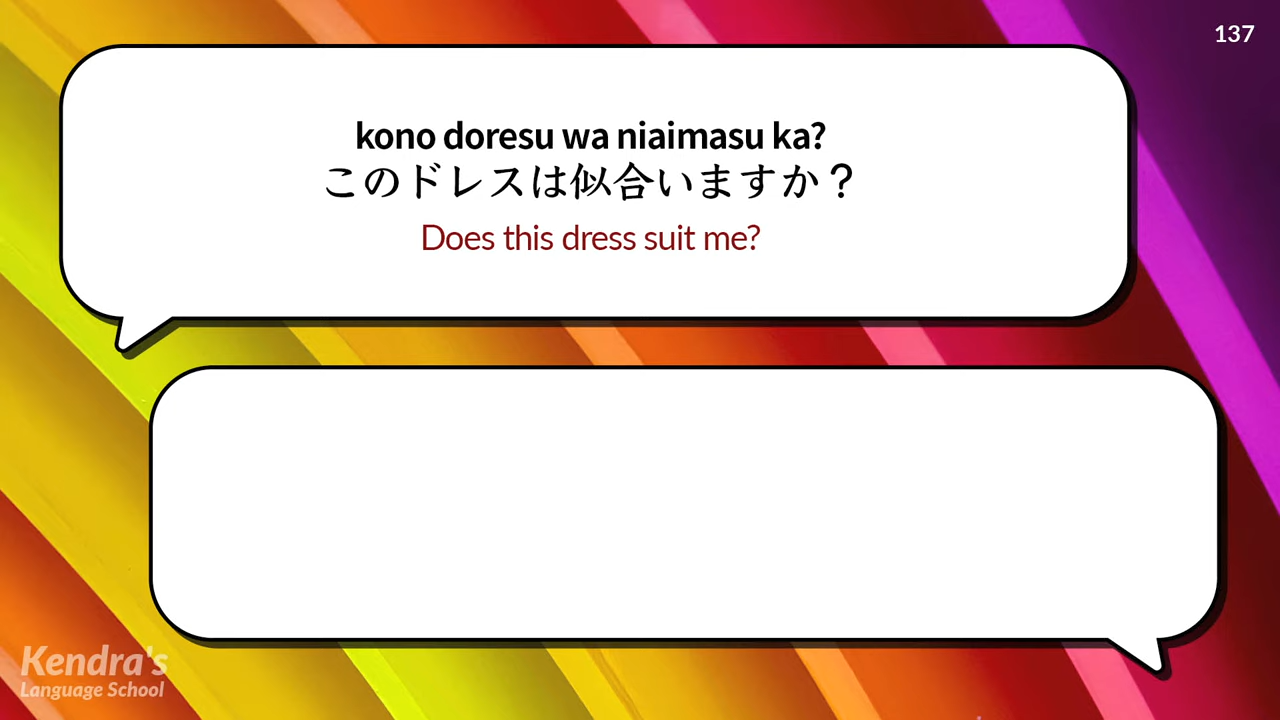 137
kono doresu wa niaimasu ka?
このドレスは似合いますか？
Does this dress suit me?
Kendra's
Language School